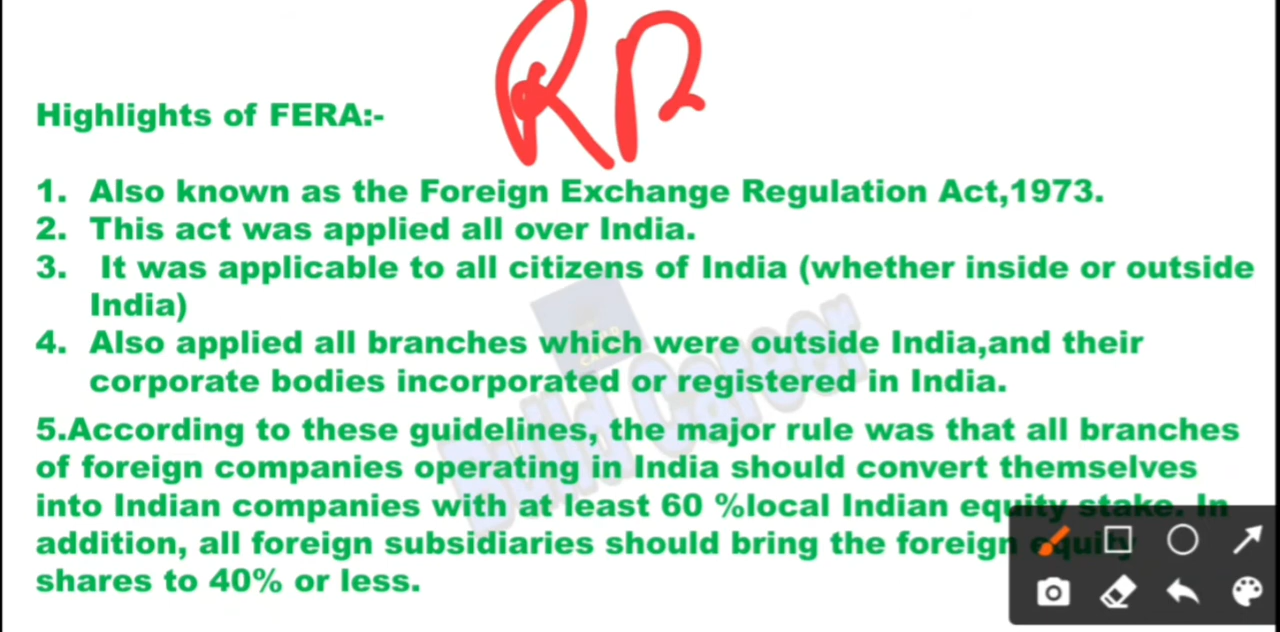 RP
Highlights of FERA:-
1. Also known as the Foreign Exchange Regulation Act,1973.
2. This act was applied all over India.
3. It was applicable to all citizens of India (whether inside or outside
India)
4. Also applied all branches which were outside India,and their
corporate bodies incorporated or registered in India.
5.According to these guidelines, the major rule was that all branches
of foreign companies operating in India should convert themselves
into Indian companies with at least 60 %local Indian equity stake. In
addition, all foreign subsidiaries should bring the foreign equity
shares to 40% or less.
Build Career